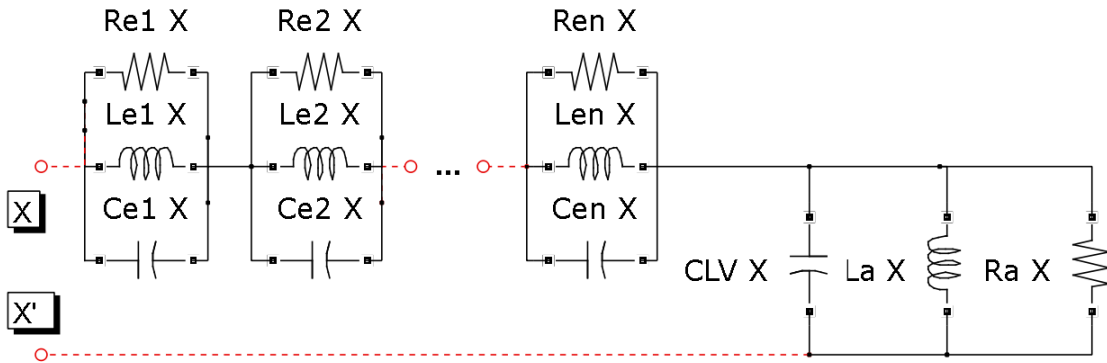 Re1 X Re2 X Ren X
Le1 X Le2 X Len X
...
X Ce1 X Ce2 X Cen X
CLV X La X Ra X
X'